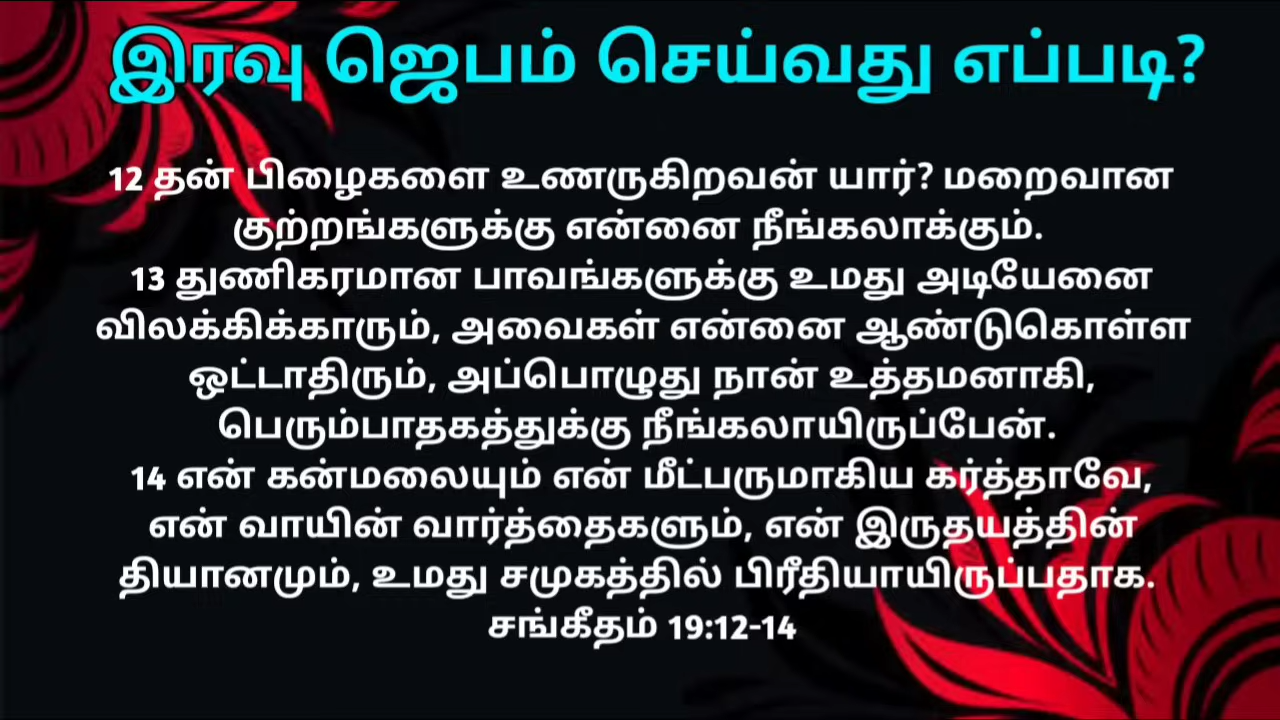 இரவு ஜெபம் செய்வது எப்படி?
12 தன் பிழைகளை உணருகிறவன் யார்? மறைவான
குற்றங்களுக்கு என்னை நீங்கலாக்கும்.
13 துணிகரமான பாவங்களுக்கு உமது அடியேனை
விலக்கிக்காரும், அவைகள் என்னை ஆண்டுகொள்ள
ஒட்டாதிரும், அப்பொழுது நான் உத்தமனாகி,
பெரும்பாதகத்துக்கு நீங்கலாயிருப்பேன்.
14 என் கன்மலையும் என் மீட்பருமாகிய கர்த்தாவே,
என் வாயின் வார்த்தைகளும், என் இருதயத்தின்
தியானமும், உமது சமுகத்தில் பிரீதியாயிருப்பதாக.
சங்கீதம் 19:12-14